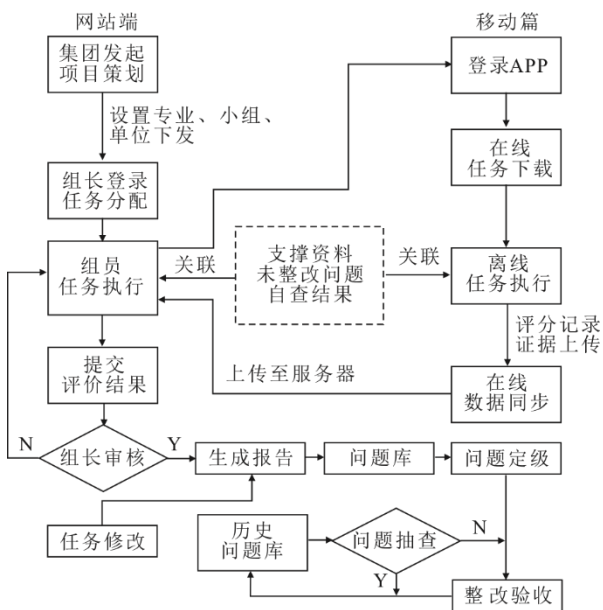 网站端
移动篇
集团发起
项目策划
登录APP
设置专业、小组、
单位下发
在线
任务下载
组长登录
任务分配
组员
任务执行
关联
支撑资料
未整改问题
自查结果
关联
离线
任务执行
评分记录
证据上传
提交
评价结果
上传至服务器
在线
数据同步
N
组长审核
Y
生成报告
问题库
问题定级
任务修改
历史
问题库
问题抽查
N
Y
整改验收